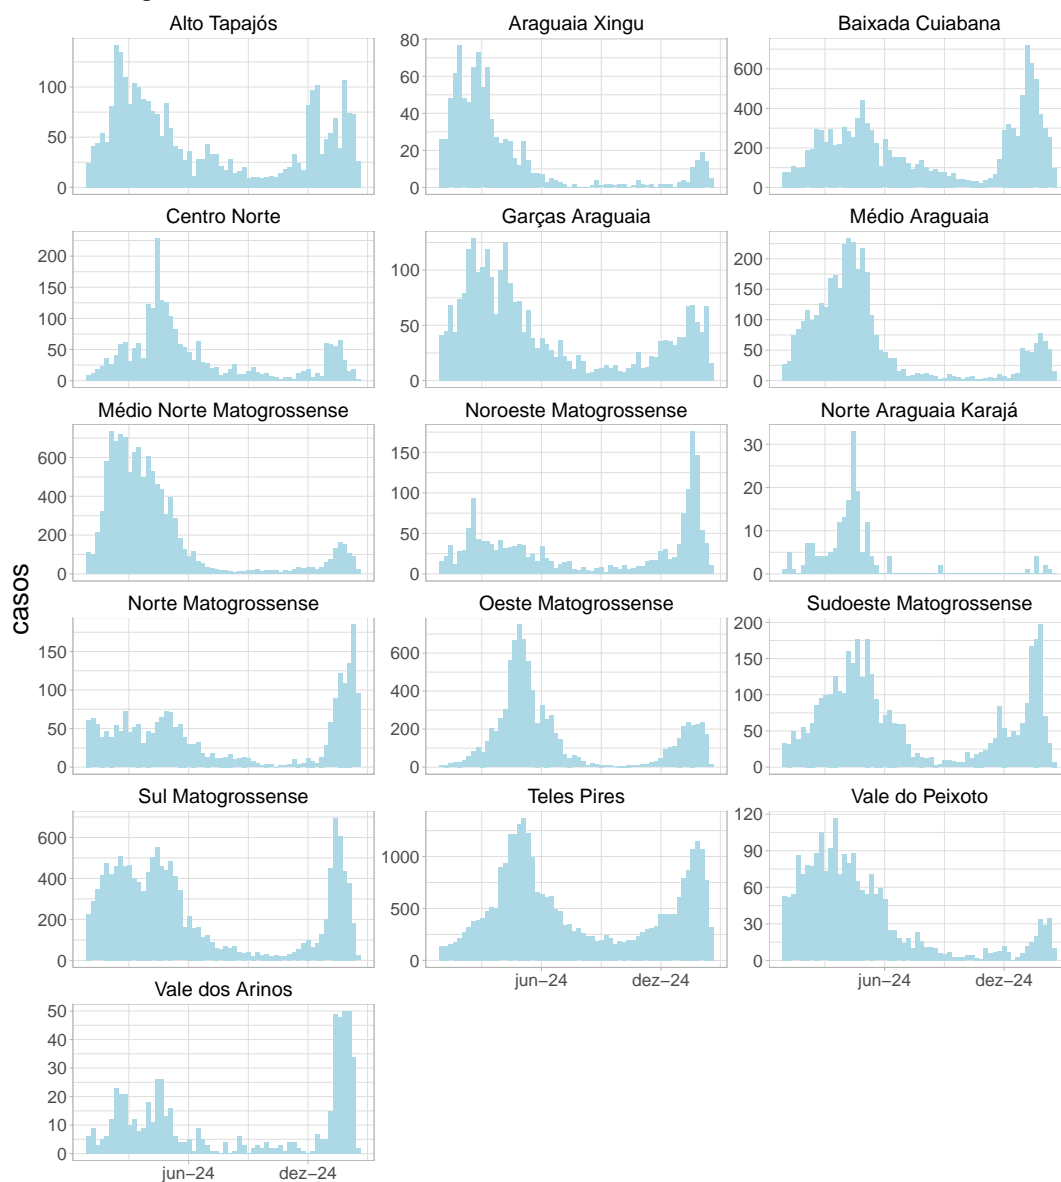 Alto Tapajós Araguaia Xingu Baixada Cuiabana
100 50 0
80 60 40 20 0
600 400 200 0
Centro Norte Garças Araguaia Médio Araguaia
200 150 100 50 0
100 50 0
200 150 100 50 0
Médio Norte Matogrossense Noroeste Matogrossense Norte Araguaia Karajá
600 400 200 0
150 100 50 0
30 20 10 0
casos
Norte Matogrossense Oeste Matogrossense Sudoeste Matogrossense
150 100 50 0
600 400 200 0
200 150 100 50 0
Sul Matogrossense Teles Pires Vale do Peixoto
600 400 200 0
1000 500 0
120 90 60 30 0
jun−24 dez−24 jun−24 dez−24
Vale dos Arinos
50 40 30 20 10 0
jun−24 dez−24